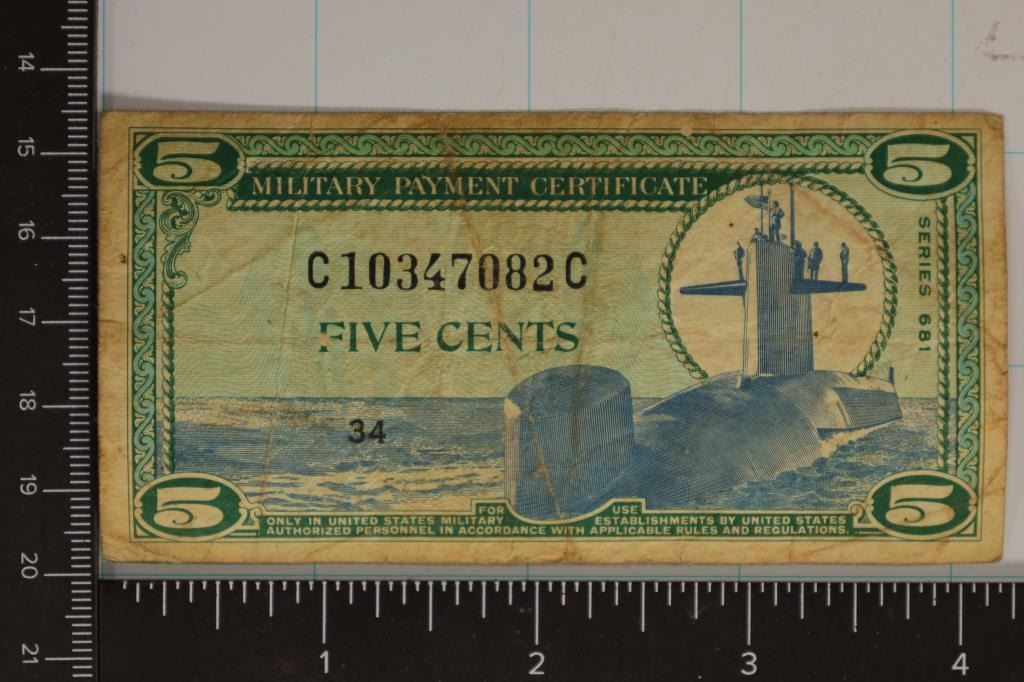 5 5
MILITARY PAYMENT CERTIFICATE
SERIES 681
C10347082C
FIVE CENTS
34
5 5
FOR USE
ONLY IN UNITED STATES MILITARY ESTABLISHMENTS BY UNITED STATES
AUTHORIZED PERSONNEL IN ACCORDANCE WITH APPLICABLE RULES AND REGULATIONS.
14
15
16
17
18
19
20
21
1 2 3 4